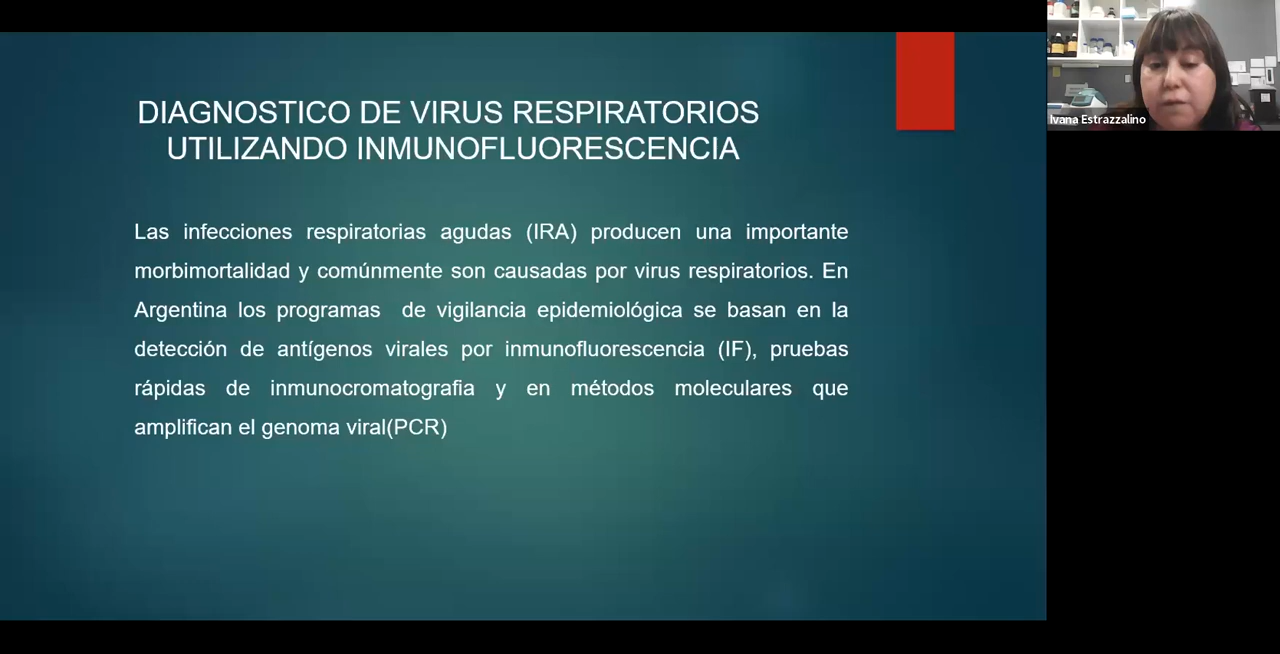 DIAGNOSTICO DE VIRUS RESPIRATORIOS
UTILIZANDO INMUNOFLUORESCENCIA
Las infecciones respiratorias agudas (IRA) producen una importante
morbimortalidad y comúnmente son causadas por virus respiratorios. En
Argentina los programas de vigilancia epidemiológica se basan en la
detección de antígenos virales por inmunofluorescencia (IF), pruebas
rápidas de inmunocromatografia y en métodos moleculares que
amplifican el genoma viral(PCR)
Ivana Estrazzalino